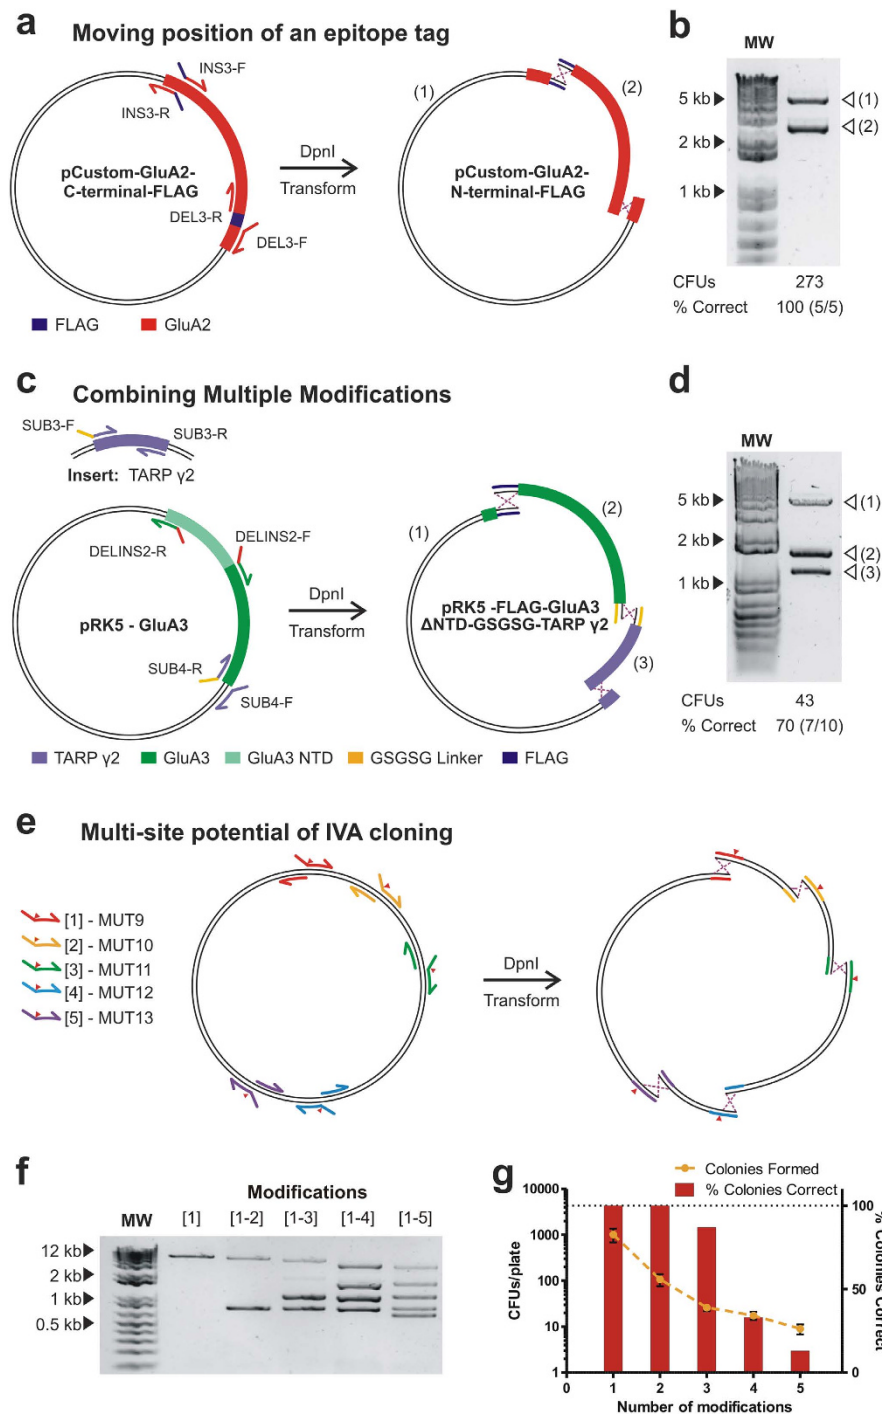 a Moving position of an epitope tag
INS3-F
INS3-R
pCustom-GluA2-
C-terminal-FLAG
DEL3-R
DEL3-F
DpnI
Transform
(1)
(2)
pCustom-GluA2-
N-terminal-FLAG
FLAG GluA2
b
MW
5 kb
2 kb
1 kb
(1)
(2)
CFUs 273
% Correct 100 (5/5)
c Combining Multiple Modifications
SUB3-F
SUB3-R
Insert: TARP γ2
DELINS2-R
DELINS2-F
pRK5 - GluA3
SUB4-R
SUB4-F
DpnI
Transform
(1)
(2)
pRK5 -FLAG-GluA3
ΔNTD-GSGSG-TARP γ2
(3)
TARP γ2 GluA3 GluA3 NTD GSGSG Linker FLAG
d
MW
5 kb
2 kb
1 kb
(1)
(2)
(3)
CFUs 43
% Correct 70 (7/10)
e Multi-site potential of IVA cloning
[1] - MUT9
[2] - MUT10
[3] - MUT11
[4] - MUT12
[5] - MUT13
DpnI
Transform
f
Modifications
MW [1] [1-2] [1-3] [1-4] [1-5]
12 kb
2 kb
1 kb
0.5 kb
g
Colonies Formed
% Colonies Correct
CFUs/plate
10000
1000
100
10
1
% Colonies Correct
100
50
0
0 1 2 3 4 5
Number of modifications